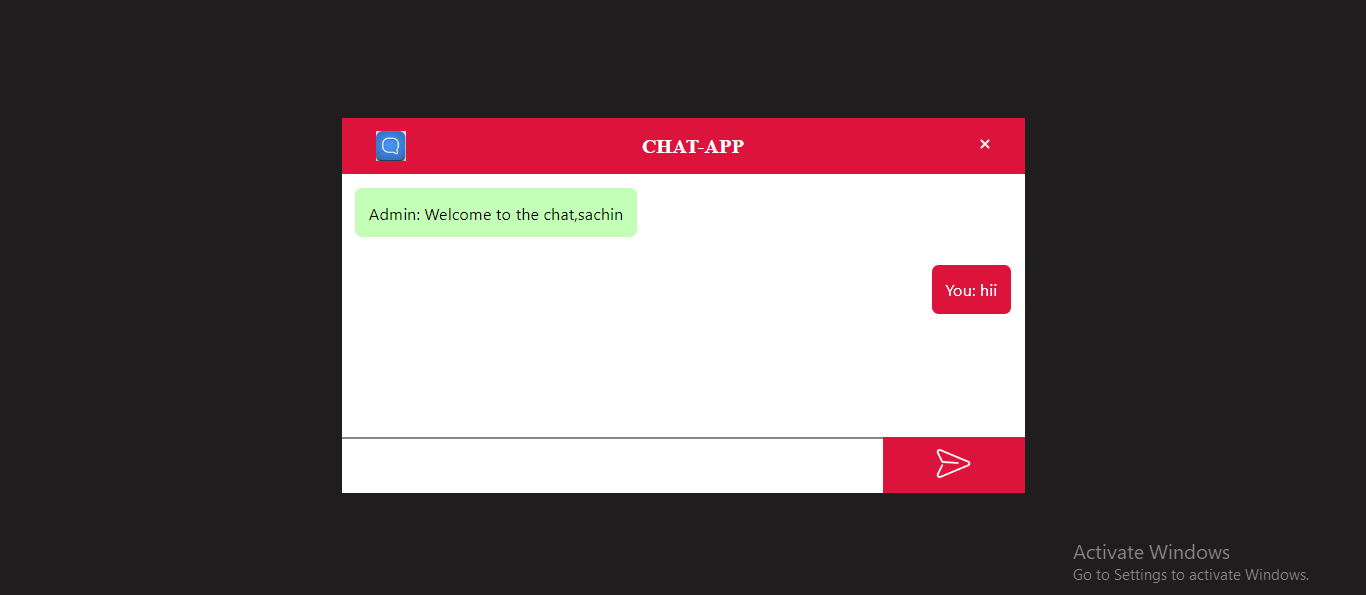 CHAT-APP ×
Admin: Welcome to the chat,sachin
You: hii
Activate Windows
Go to Settings to activate Windows.